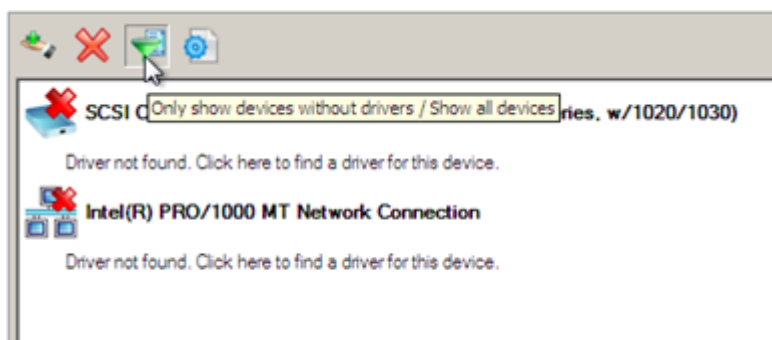 Only show devices without drivers / Show all devices
SCSI C ries, w/1020/1030)
Driver not found. Click here to find a driver for this device.
Intel(R) PRO/1000 MT Network Connection
Driver not found. Click here to find a driver for this device.